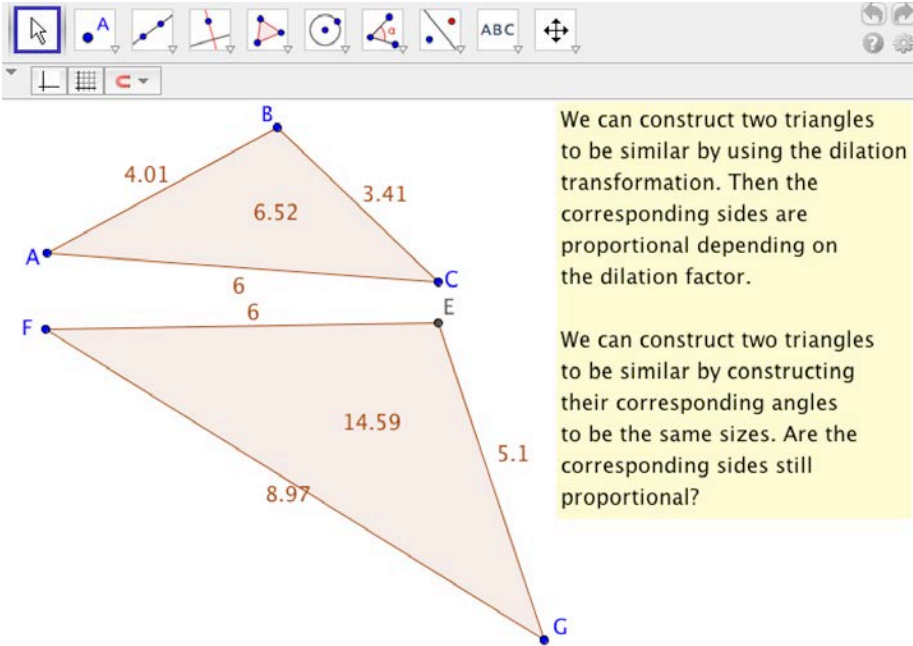 A
a
ABC
B
4.01
3.41
6.52
A
C
6
6
E
F
14.59
5.1
8.97
G
We can construct two triangles
to be similar by using the dilation
transformation. Then the
corresponding sides are
proportional depending on
the dilation factor.
We can construct two triangles
to be similar by constructing
their corresponding angles
to be the same sizes. Are the
corresponding sides still
proportional?